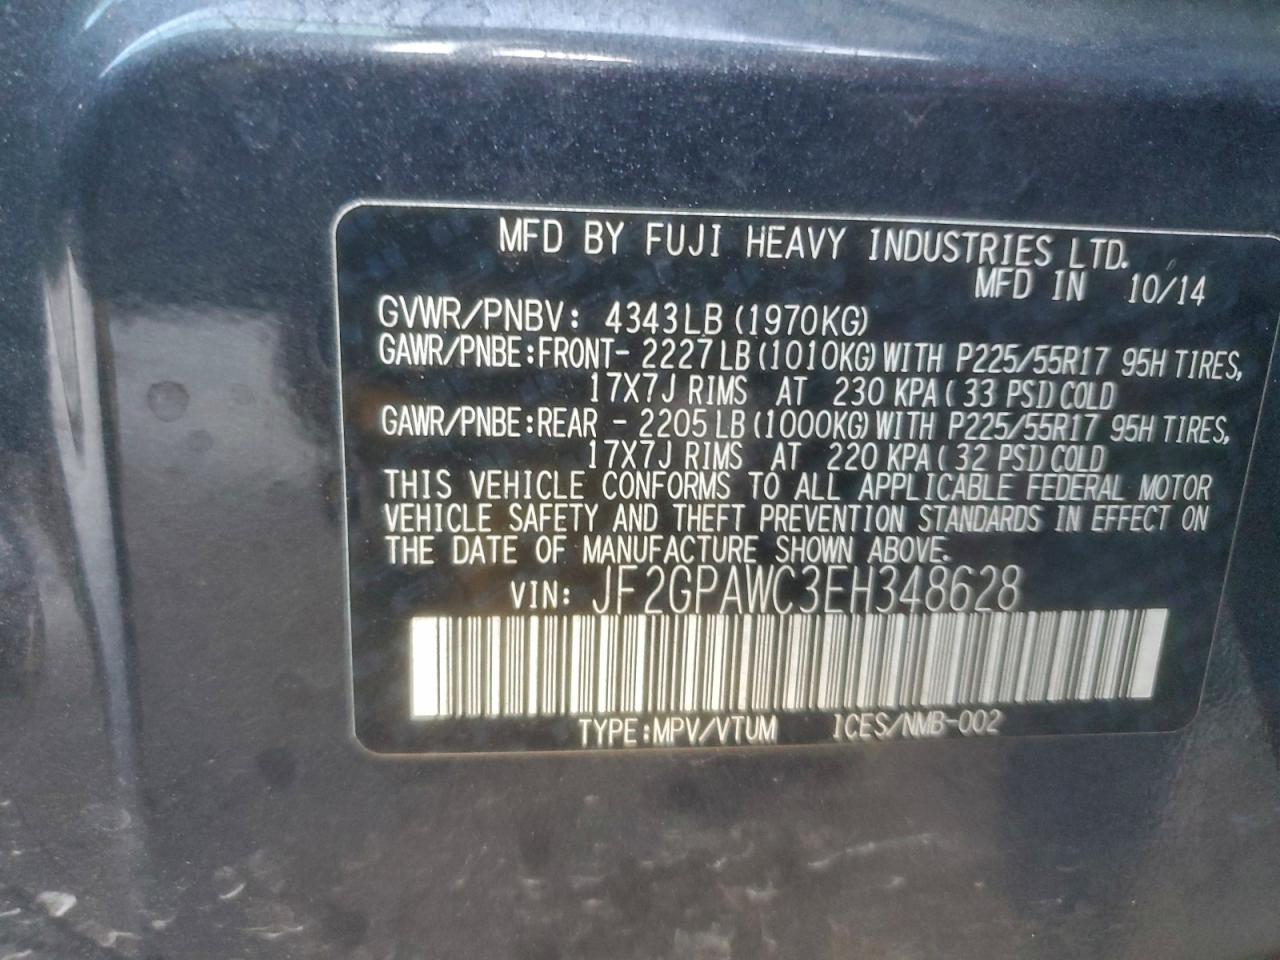 MFD BY FUJI HEAVY INDUSTRIES LTD.
MFD IN 10/14
GVWR/PNBV: 4343LB (1970KG)
GAWR/PNBE:FRONT- 2227LB (1010KG) WITH P225/55R17 95H TIRES,
17X7J RIMS AT 230 KPA (33 PSI) COLD
GAWR/PNBE:REAR - 2205LB (1000KG) WITH P225/55R17 95H TIRES,
17X7J RIMS AT 220 KPA (32 PSI) COLD
THIS VEHICLE CONFORMS TO ALL APPLICABLE FEDERAL MOTOR
VEHICLE SAFETY AND THEFT PREVENTION STANDARDS IN EFFECT ON
THE DATE OF MANUFACTURE SHOWN ABOVE.
VIN: JF2GPAWC3EH348628
TYPE:MPV/VTUM ICES/NMB-002